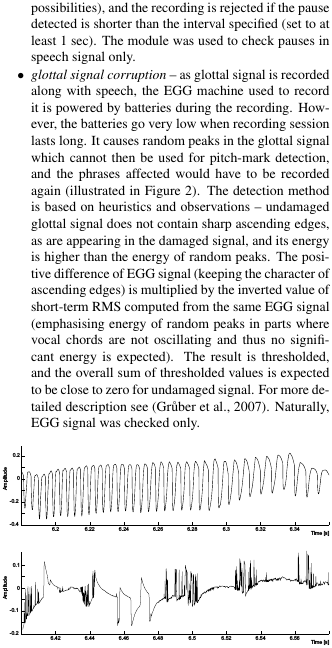 possibilities), and the recording is rejected if the pause
detected is shorter than the interval specified (set to at
least 1 sec). The module was used to check pauses in
speech signal only.
• glottal signal corruption – as glottal signal is recorded
along with speech, the EGG machine used to record
it is powered by batteries during the recording. How-
ever, the batteries go very low when recording session
lasts long. It causes random peaks in the glottal signal
which cannot then be used for pitch-mark detection,
and the phrases affected would have to be recorded
again (illustrated in Figure 2). The detection method
is based on heuristics and observations – undamaged
glottal signal does not contain sharp ascending edges,
as are appearing in the damaged signal, and its energy
is higher than the energy of random peaks. The posi-
tive difference of EGG signal (keeping the character of
ascending edges) is multiplied by the inverted value of
short-term RMS computed from the same EGG signal
(emphasising energy of random peaks in parts where
vocal chords are not oscillating and thus no signifi-
cant energy is expected). The result is thresholded,
and the overall sum of thresholded values is expected
to be close to zero for undamaged signal. For more de-
tailed description see (Grůber et al., 2007). Naturally,
EGG signal was checked only.
Amplitude
0.2
0
-0.2
-0.4
6.2 6.22 6.24 6.26 6.28 6.3 6.32 6.34
Time [s]
Amplitude
0.1
0
-0.1
-0.2
6.42 6.44 6.46 6.48 6.5 6.52 6.54 6.56
Time [s]